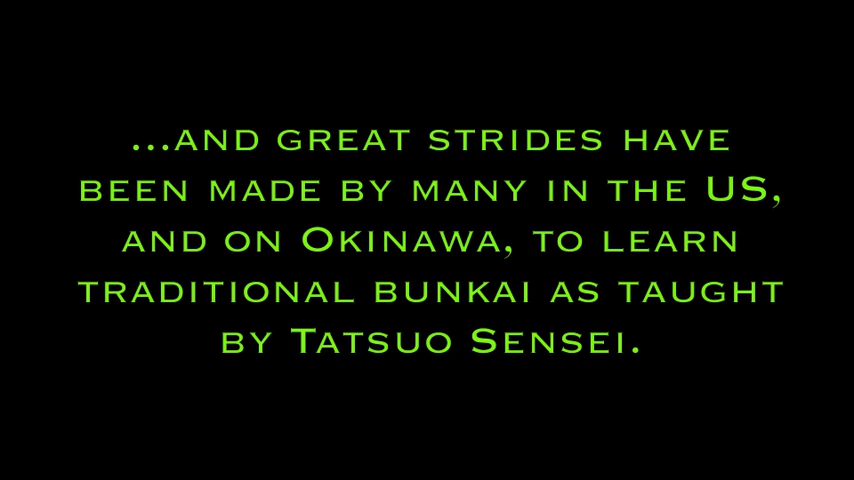 ...and great strides have
been made by many in the US,
and on Okinawa, to learn
traditional bunkai as taught
by Tatsuo Sensei.